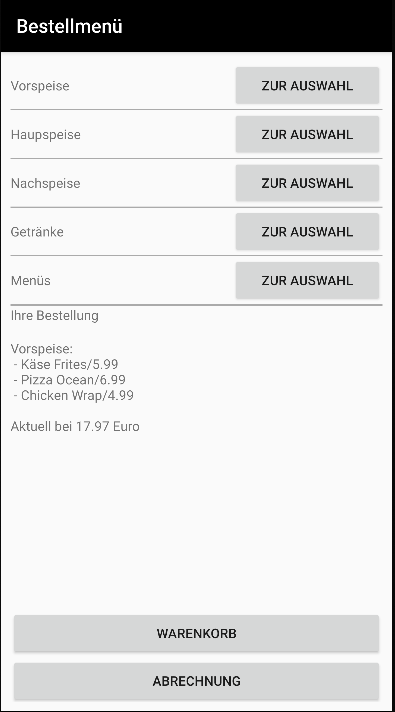 Bestellmenü
Vorspeise ZUR AUSWAHL
Haupspeise ZUR AUSWAHL
Nachspeise ZUR AUSWAHL
Getränke ZUR AUSWAHL
Menüs ZUR AUSWAHL
Ihre Bestellung
Vorspeise:
- Käse Frites/5.99
- Pizza Ocean/6.99
- Chicken Wrap/4.99
Aktuell bei 17.97 Euro
WARENKORB
ABRECHNUNG